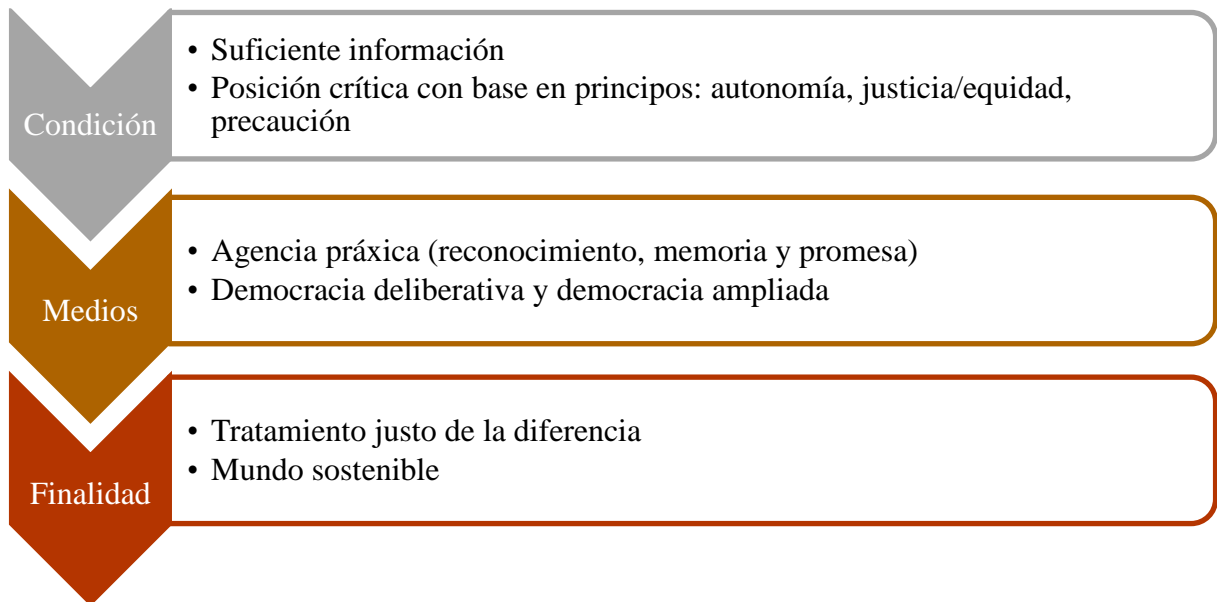 Condición
• Suficiente información
• Posición crítica con base en principos: autonomía, justicia/equidad,
precaución
Medios
• Agencia práxica (reconocimiento, memoria y promesa)
• Democracia deliberativa y democracia ampliada
Finalidad
• Tratamiento justo de la diferencia
• Mundo sostenible